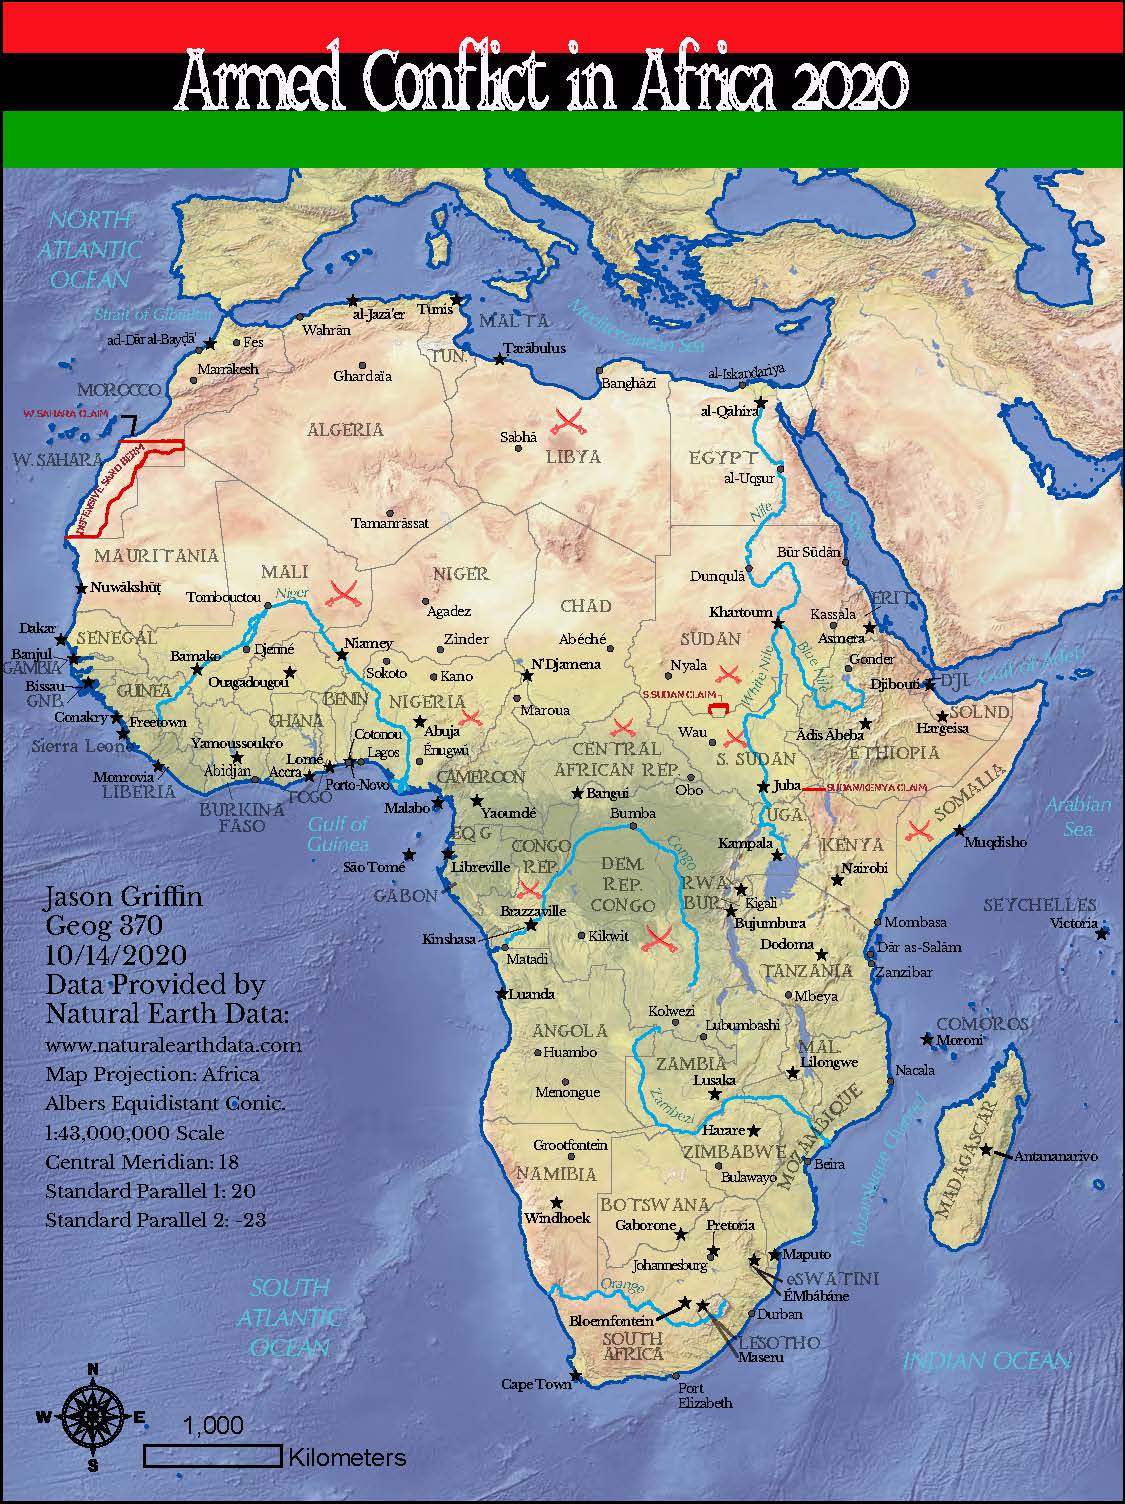 Armed Conflict in Africa 2020
NORTH
ATLANTIC
OCEAN
Strait of Gibraltar
Mediterranean Sea
al-Jazā'er
Tunis
MALTA
Wahrān
ad-Dār al-Bayḍā'
Fes
TUN.
Ṭarābulus
Marrākesh
Ghardaïa
Banghāzī
al-Iskandariya
MOROCCO
al-Qāhira
W. SAHARA CLAIM
ALGERIA
Sabhā
LIBYA
EGYPT
W. SAHARA
DEFENSIVE SAND BERM
al-Uqsur
Red Sea
Tamanrāssat
Nile
MAURITANIA
Būr Sūdān
MALI
NIGER
Dunqulā
Nuwākshūṭ
Tombouctou
Niger
Agadez
CHAD
Khartoum
Kassala
ERIT.
Asmera
Dakar
SENEGAL
Niamey
Zinder
Abéché
SUDAN
Banjul
GAMBIA
Bamako
Djenné
Sokoto
Kano
N'Djamena
Nyala
White Nile
Blue Nile
Gonder
Gulf of Aden
Bissau
GNB
GUINEA
Ouagadougou
BENIN
NIGERIA
S SUDAN CLAIM
Djibouti
DJI.
Conakry
Freetown
GHANA
Maroua
SOLND.
Hargeisa
Sierra Leone
Yamoussoukro
Cotonou
Abuja
Wau
Ādīs Ābeba
Lagos
Ēnugwū
CENTRAL
AFRICAN REP.
S. SUDAN
ETHIOPIA
Monrovia
LIBERIA
Abidjan
Accra
Lomé
Porto-Novo
CAMEROON
Obo
Juba
SUDAN/KENYA CLAIM
SOMALIA
TOGO
BURKINA
FASO
Malabo
Yaoundé
Bangui
Bumba
UGA.
Arabian
Sea
Gulf of
Guinea
EQ G
CONGO
REP.
Congo
Kampala
KENYA
Muqdisho
São Tomé
Libreville
DEM.
REP.
CONGO
RWA
BUR
Kigali
Nairobi
GABON
Brazzaville
Bujumbura
Mombasa
SEYCHELLES
Victoria
Kinshasa
Kikwit
Dodoma
Dār as-Salām
Matadi
TANZANIA
Zanzibar
Luanda
Mbeya
Kolwezi
Lubumbashi
COMOROS
Moroni
ANGOLA
Huambo
ZAMBIA
MAL.
Lilongwe
Nacala
Menongue
Lusaka
Zambezi
MOZAMBIQUE
Mozambique Channel
Harare
MADAGASCAR
Antananarivo
Grootfontein
ZIMBABWE
Beira
NAMIBIA
Bulawayo
BOTSWANA
Windhoek
Gaborone
Pretoria
Johannesburg
Maputo
eSWATINI
ÉMbábáne
Orange
Bloemfontein
Durban
SOUTH
AFRICA
LESOTHO
Maseru
Cape Town
Port
Elizabeth
INDIAN OCEAN
SOUTH
ATLANTIC
OCEAN
Jason Griffin
Geog 370
10/14/2020
Data Provided by
Natural Earth Data:
www.naturalearthdata.com
Map Projection: Africa
Albers Equidistant Conic.
1:43,000,000 Scale
Central Meridian: 18
Standard Parallel 1: 20
Standard Parallel 2: -23
N
W
E
S
1,000
Kilometers